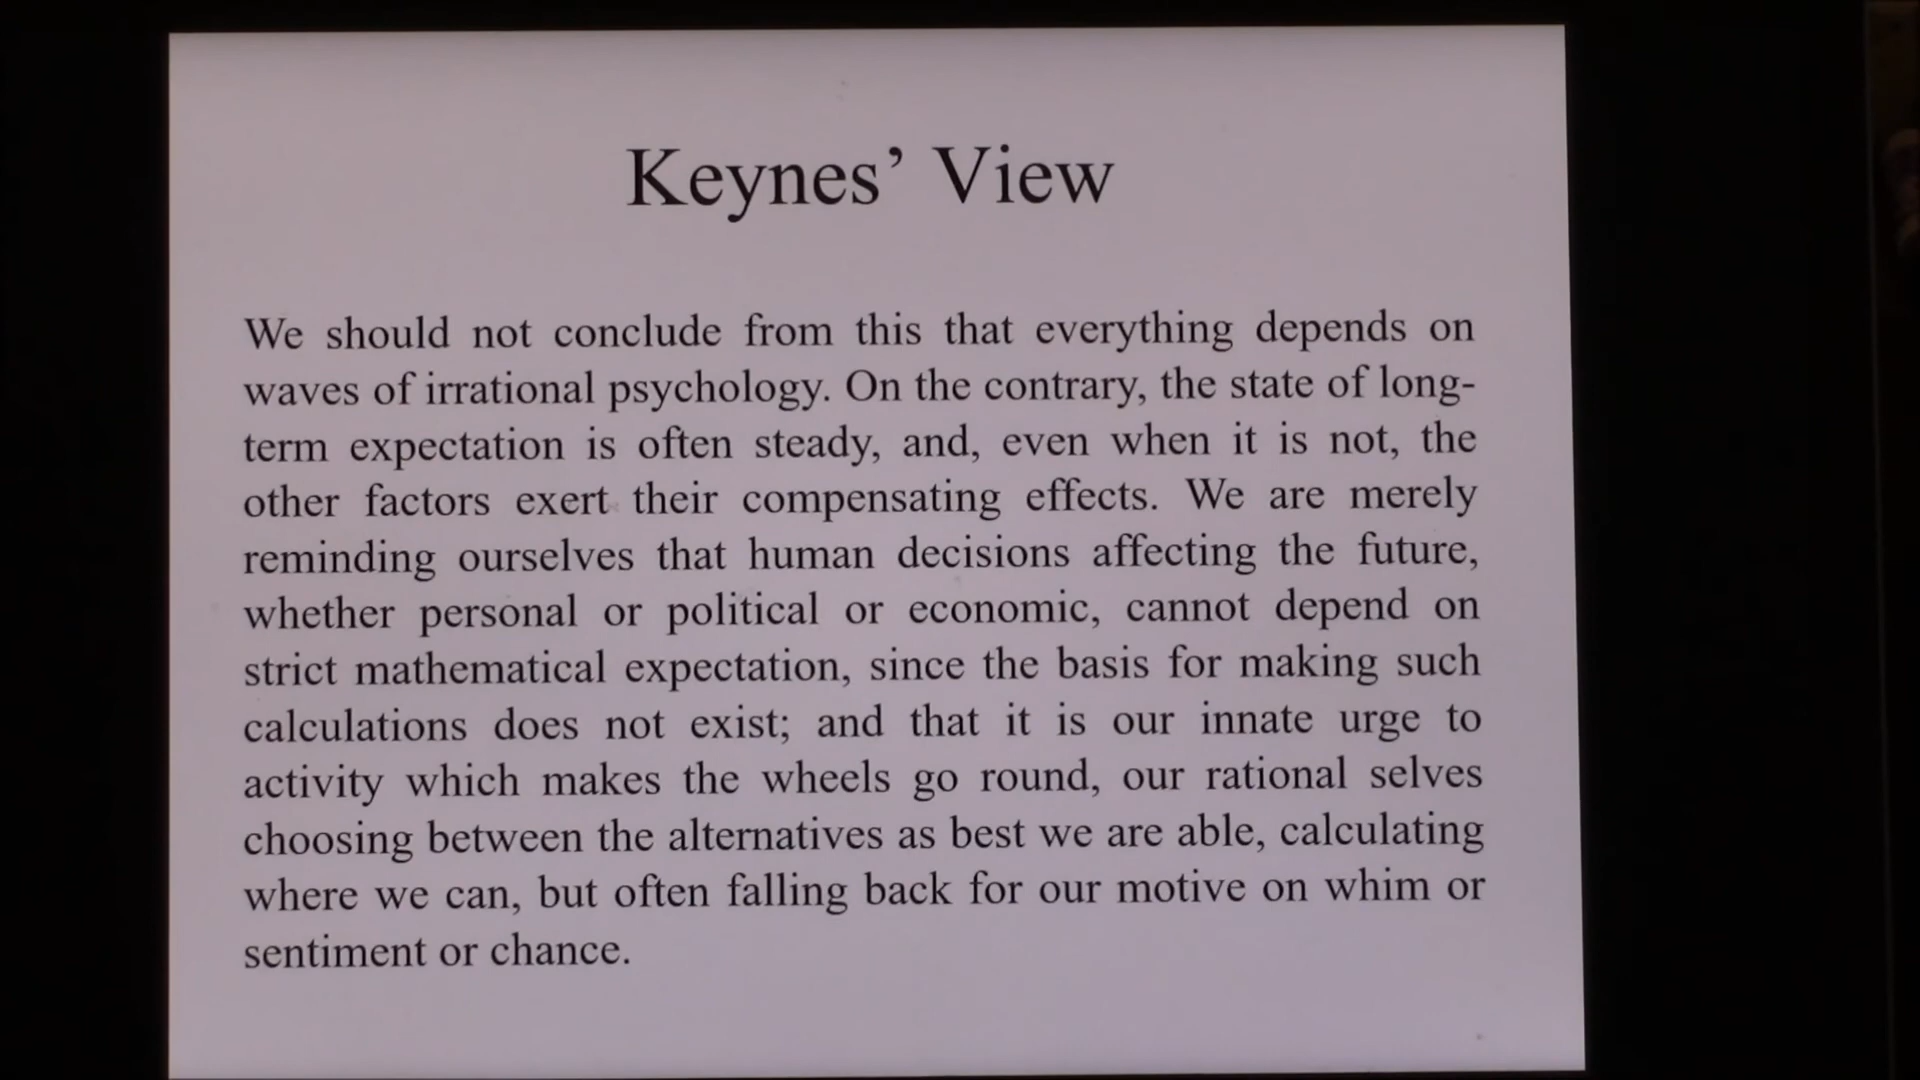 Keynes’ View
We should not conclude from this that everything depends on
waves of irrational psychology. On the contrary, the state of long-
term expectation is often steady, and, even when it is not, the
other factors exert their compensating effects. We are merely
reminding ourselves that human decisions affecting the future,
whether personal or political or economic, cannot depend on
strict mathematical expectation, since the basis for making such
calculations does not exist; and that it is our innate urge to
activity which makes the wheels go round, our rational selves
choosing between the alternatives as best we are able, calculating
where we can, but often falling back for our motive on whim or
sentiment or chance.